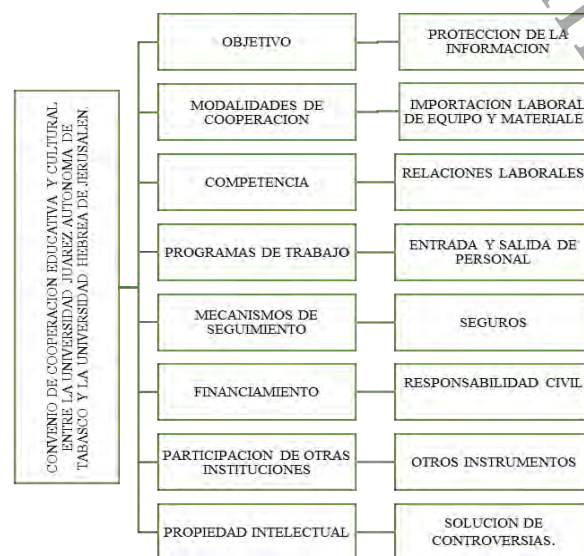 CONVENIO DE COOPERACION EDUCATIVA Y CULTURAL
ENTRE LA UNIVERSIDAD JUAREZ AUTONOMA DE
TABASCO Y LA UNIVERSIDAD HEBREA DE JERUSALEN.
OBJETIVO
PROTECCION DE LA
INFORMACION
MODALIDADES DE
COOPERACION
IMPORTACION LABORAL
DE EQUIPO Y MATERIALE
COMPETENCIA
RELACIONES LABORALES
PROGRAMAS DE TRABAJO
ENTRADA Y SALIDA DE
PERSONAL
MECANISMOS DE
SEGUIMIENTO
SEGUROS
FINANCIAMIENTO
RESPONSABILIDAD CIVIL
PARTICIPACION DE OTRAS
INSTITUCIONES
OTROS INSTRUMENTOS
PROPIEDAD INTELECTUAL
SOLUCION DE
CONTROVERSIAS.